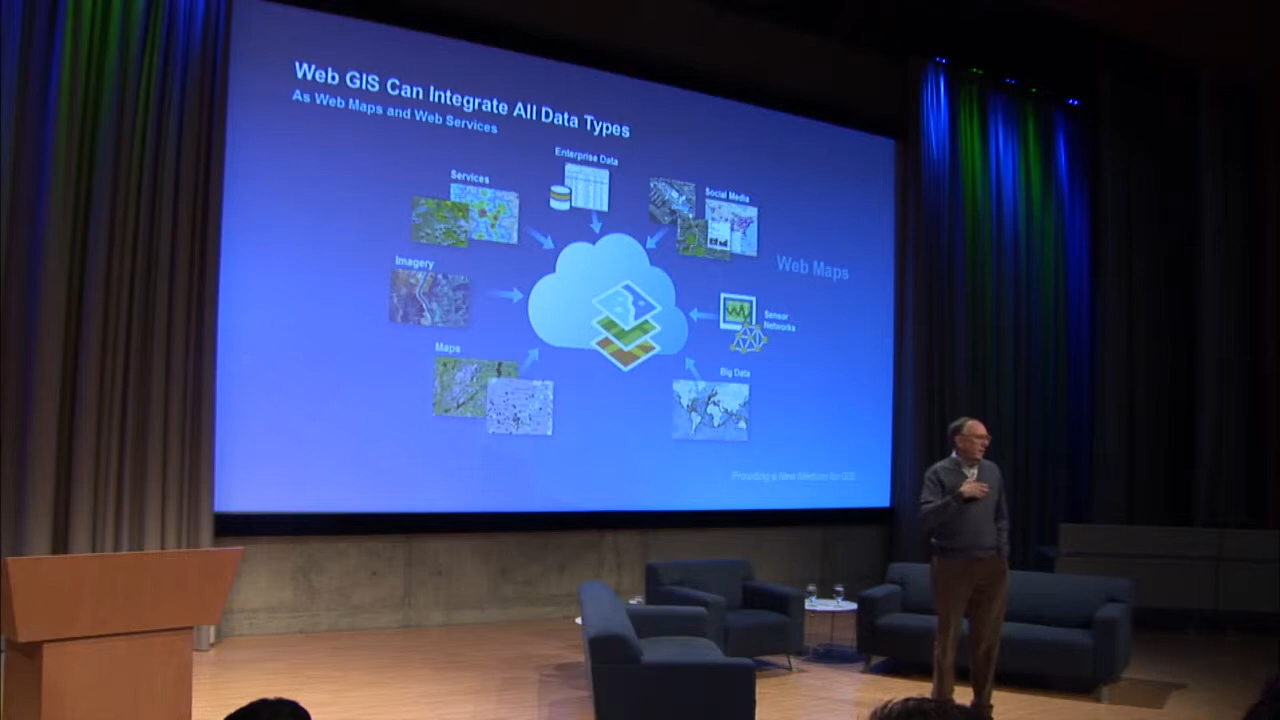 Web GIS Can Integrate All Data Types
As Web Maps and Web Services
Enterprise Data
Services
Social Media
Imagery
Web Maps
Sensor
Networks
Maps
Big Data
Providing a New Medium for GIS